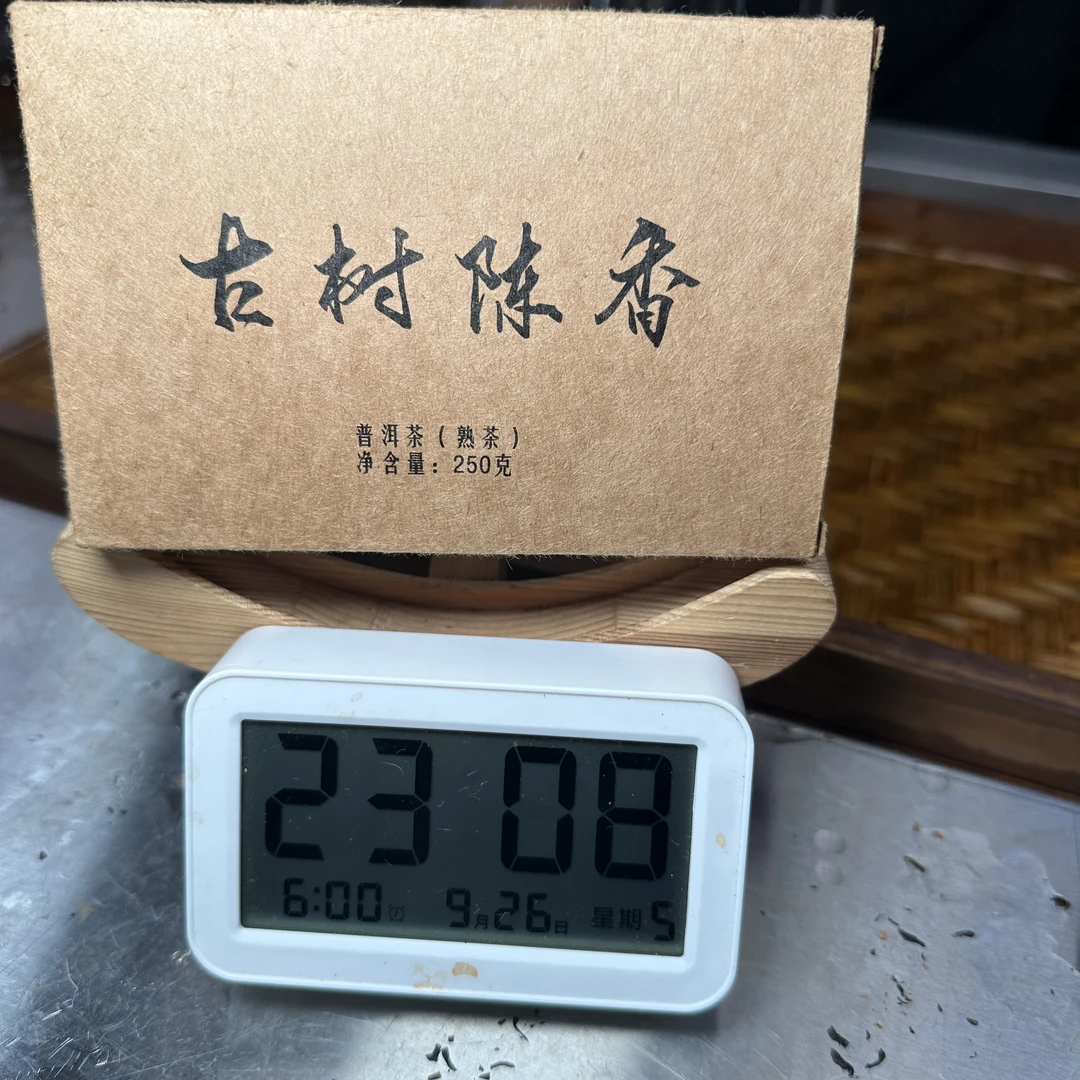 古树陈香
普洱茶(熟茶)
净含量:250克
23 08
6:00 9月26日 星期5